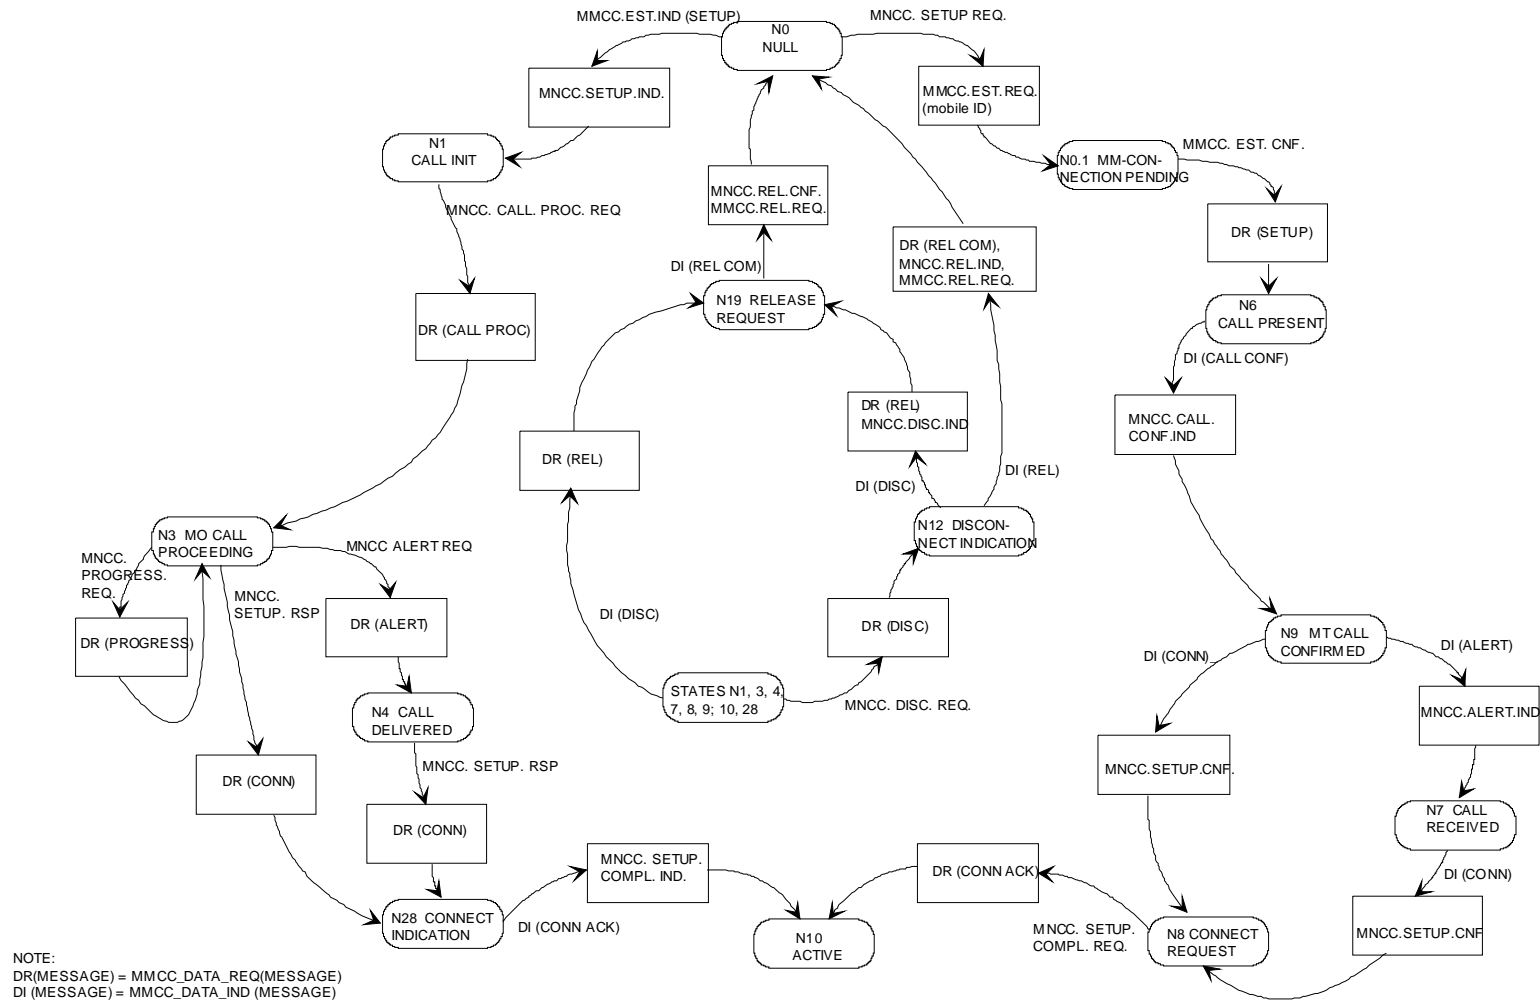 MMCC.EST.IND (SETUP)
N0
NULL
MNCC. SETUP REQ.
MNCC.SETUP.IND.
MMCC.EST.REQ.
(mobile ID)
N1
CALL INIT
MNCC. CALL. PROC. REQ
MNCC.REL.CNF.
MMCC.REL.REQ.
N0.1 MM-CON-
NECTION PENDING
MMCC. EST. CNF.
DR (SETUP)
DR (REL COM),
MNCC.REL.IND,
MMCC.REL.REQ.
DI (REL COM)
N19 RELEASE
REQUEST
N6
CALL PRESENT
DR (CALL PROC)
DI (CALL CONF)
DR (REL)
MNCC.DISC.IND
MNCC.CALL.
CONF.IND
DR (REL)
DI (DISC)
DI (REL)
N3 MO CALL
PROCEEDING
MNCC ALERT REQ
N12 DISCON-
NECT INDICATION
MNCC.
PROGRESS.
REQ.
MNCC.
SETUP. RSP
DI (DISC)
DR (PROGRESS)
DR (ALERT)
DR (DISC)
N9 MT CALL
CONFIRMED
DI (CONN)
DI (ALERT)
STATES N1, 3, 4,
7, 8, 9; 10, 28
MNCC. DISC. REQ.
N4 CALL
DELIVERED
MNCC.ALERT.IND
MNCC. SETUP. RSP
DR (CONN)
MNCC.SETUP.CNF.
N7 CALL
RECEIVED
DR (CONN)
MNCC. SETUP.
COMPL. IND.
DR (CONN ACK)
DI (CONN)
N28 CONNECT
INDICATION
DI (CONN ACK)
N10
ACTIVE
MNCC. SETUP.
COMPL. REQ.
N8 CONNECT
REQUEST
MNCC.SETUP.CNF
NOTE:
DR(MESSAGE) = MMCC_DATA_REQ(MESSAGE)
DI (MESSAGE) = MMCC_DATA_IND (MESSAGE)